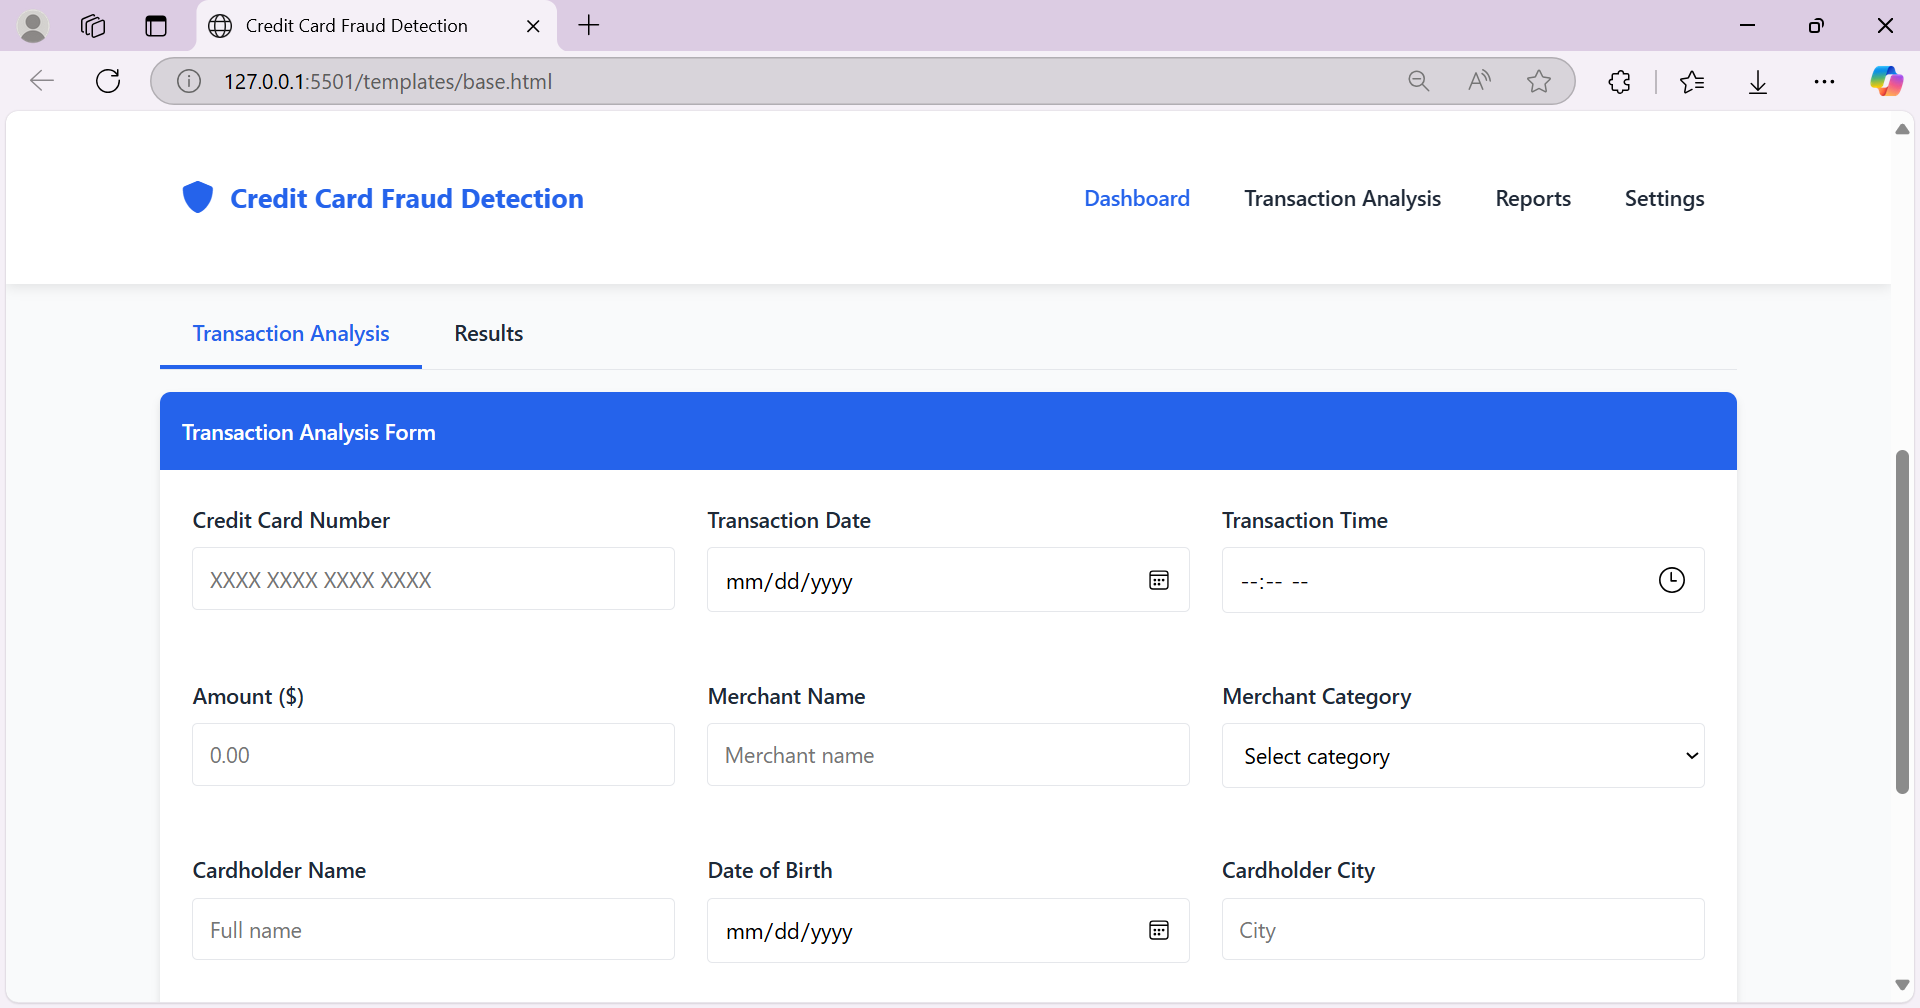 Credit Card Fraud Detection
127.0.0.1:5501/templates/base.html
Credit Card Fraud Detection
Dashboard Transaction Analysis Reports Settings
Transaction Analysis Results
Transaction Analysis Form
Credit Card Number Transaction Date Transaction Time
XXXX XXXX XXXX XXXX mm/dd/yyyy --:-- --
Amount ($) Merchant Name Merchant Category
0.00 Merchant name Select category
Cardholder Name Date of Birth Cardholder City
Full name mm/dd/yyyy City